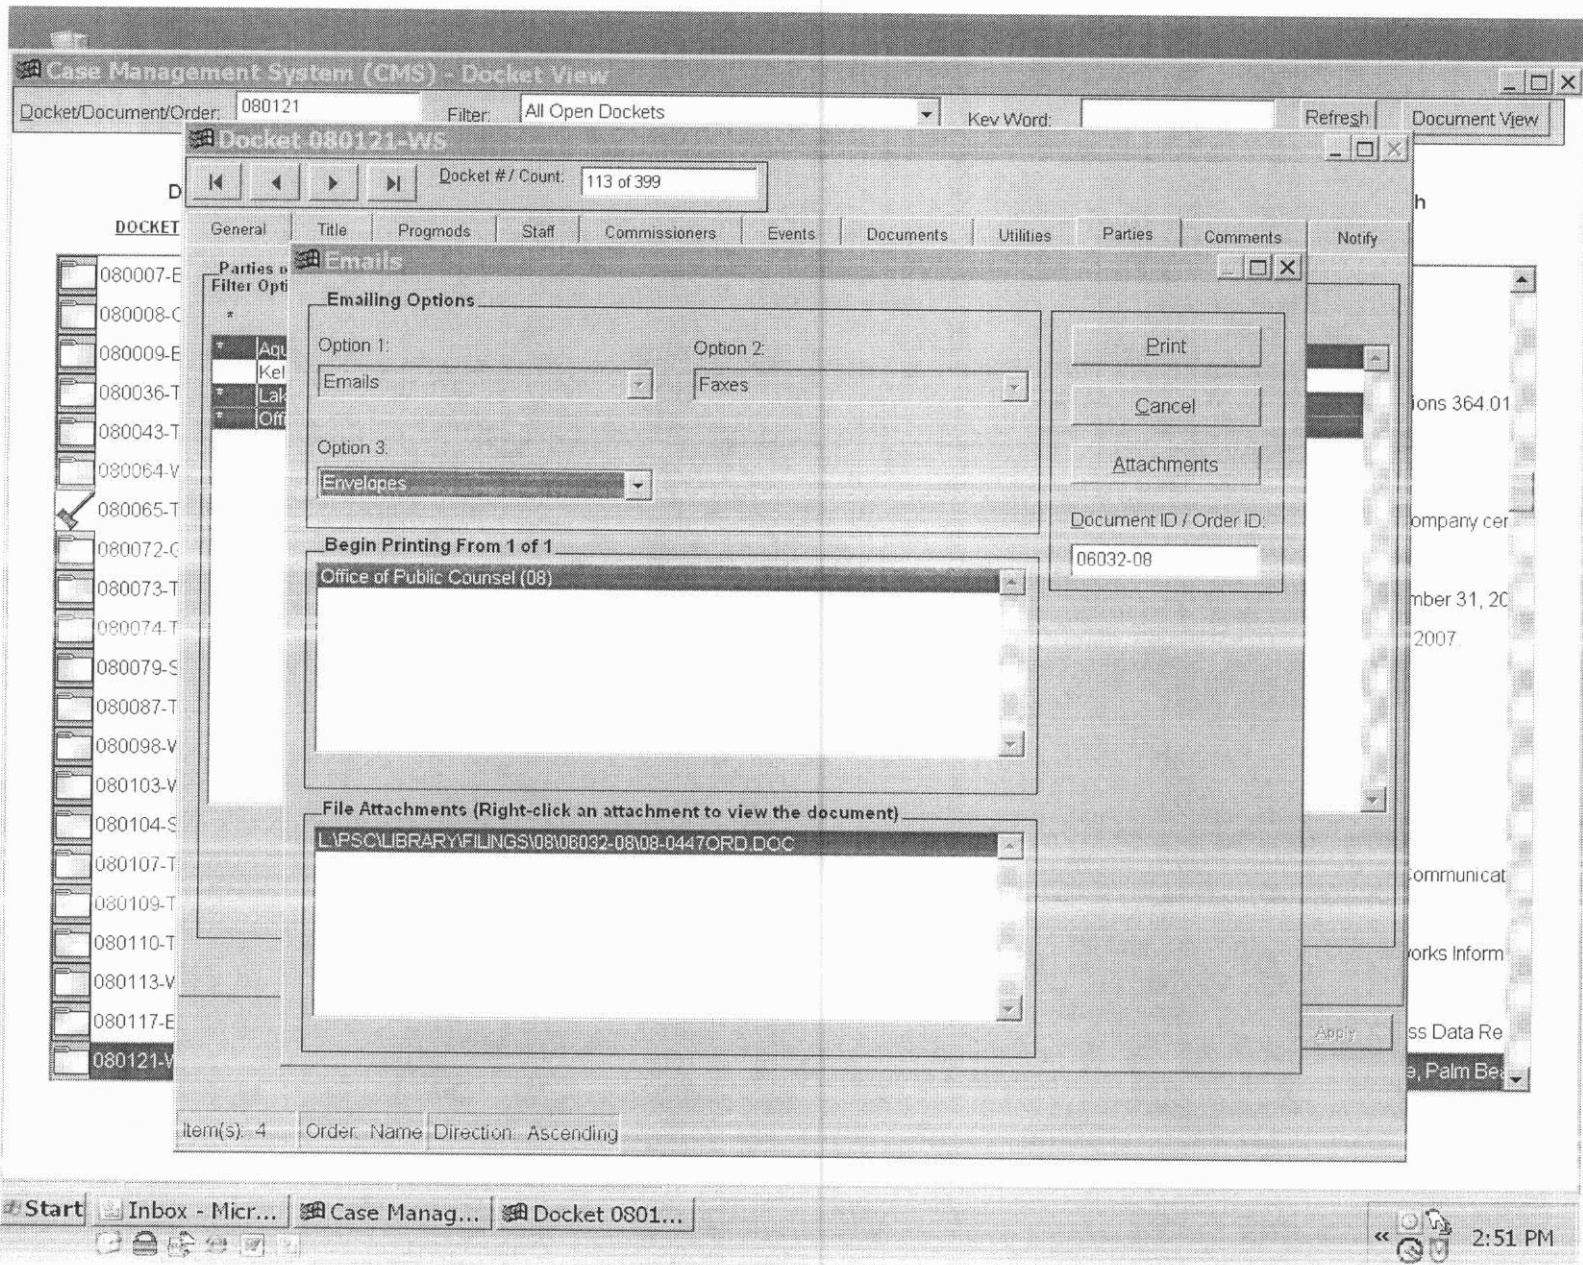 Case Management System (CMS) - Docket View
Docket/Document/Order: 080121 Filter: All Open Dockets Key Word: Refresh Document View
Docket 080121-WS
Docket # / Count: 113 of 399
DOCKET
General Title Progmods Staff Commissioners Events Documents Utilities Parties Comments Notify
Parties o
Filter Opti
*
* Aqu
Kel
* Lak
* Offi
Emails
Emailing Options
Option 1: Option 2:
Emails Faxes
Option 3:
Envelopes
Print
Cancel
Attachments
Document ID / Order ID:
06032-08
Begin Printing From 1 of 1
Office of Public Counsel (08)
File Attachments (Right-click an attachment to view the document)
L:\PSC\LIBRARY\FILINGS\08\06032-08\08-0447ORD.DOC
080007-E
080008-G
080009-E
080036-T
080043-T
080064-W
080065-T
080072-G
080073-T
080074-T
080079-S
080087-T
080098-W
080103-W
080104-S
080107-T
080109-T
080110-T
080113-W
080117-E
080121-W
h
ions 364.01
ompany cer
mber 31, 20
2007.
ommunicat
orks Inform
ss Data Re
e, Palm Bea
Apply
Item(s): 4 Order: Name Direction: Ascending
Start Inbox - Micr... Case Manag... Docket 0801...
« 2:51 PM